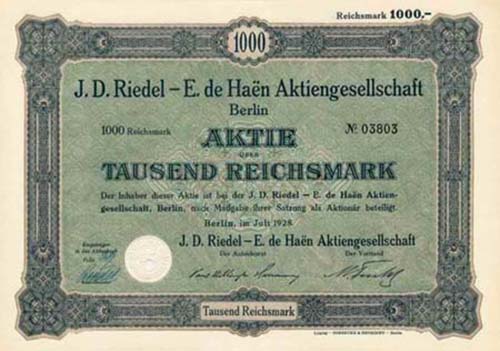 Reichsmark 1000,-
1000
J. D. Riedel – E. de Haën Aktiengesellschaft
Berlin
1000 Reichsmark
AKTIE
№ 03803
über
TAUSEND REICHSMARK
Der Inhaber dieser Aktie ist bei der J. D. Riedel – E. de Haën Aktien-
gesellschaft, Berlin, nach Maßgabe ihrer Satzung als Aktionär beteiligt.
Berlin, im Juli 1928
J. D. Riedel – E. de Haën Aktiengesellschaft
Eingetragen
Der Aufsichtsrat
Der Vorstand
Tausend Reichsmark